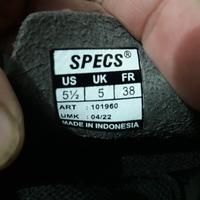 SPECS®
US UK FR
5½ 5 38
ART : 101960
UMK : 04/22
MADE IN INDONESIA